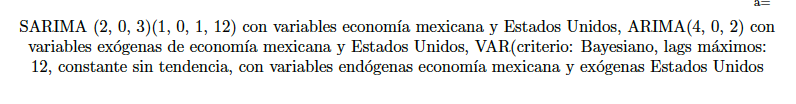 a=
SARIMA (2, 0, 3)(1, 0, 1, 12) con variables economía mexicana y Estados Unidos, ARIMA(4, 0, 2) con
variables exógenas de economía mexicana y Estados Unidos, VAR(criterio: Bayesiano, lags máximos:
12, constante sin tendencia, con variables endógenas economía mexicana y exógenas Estados Unidos